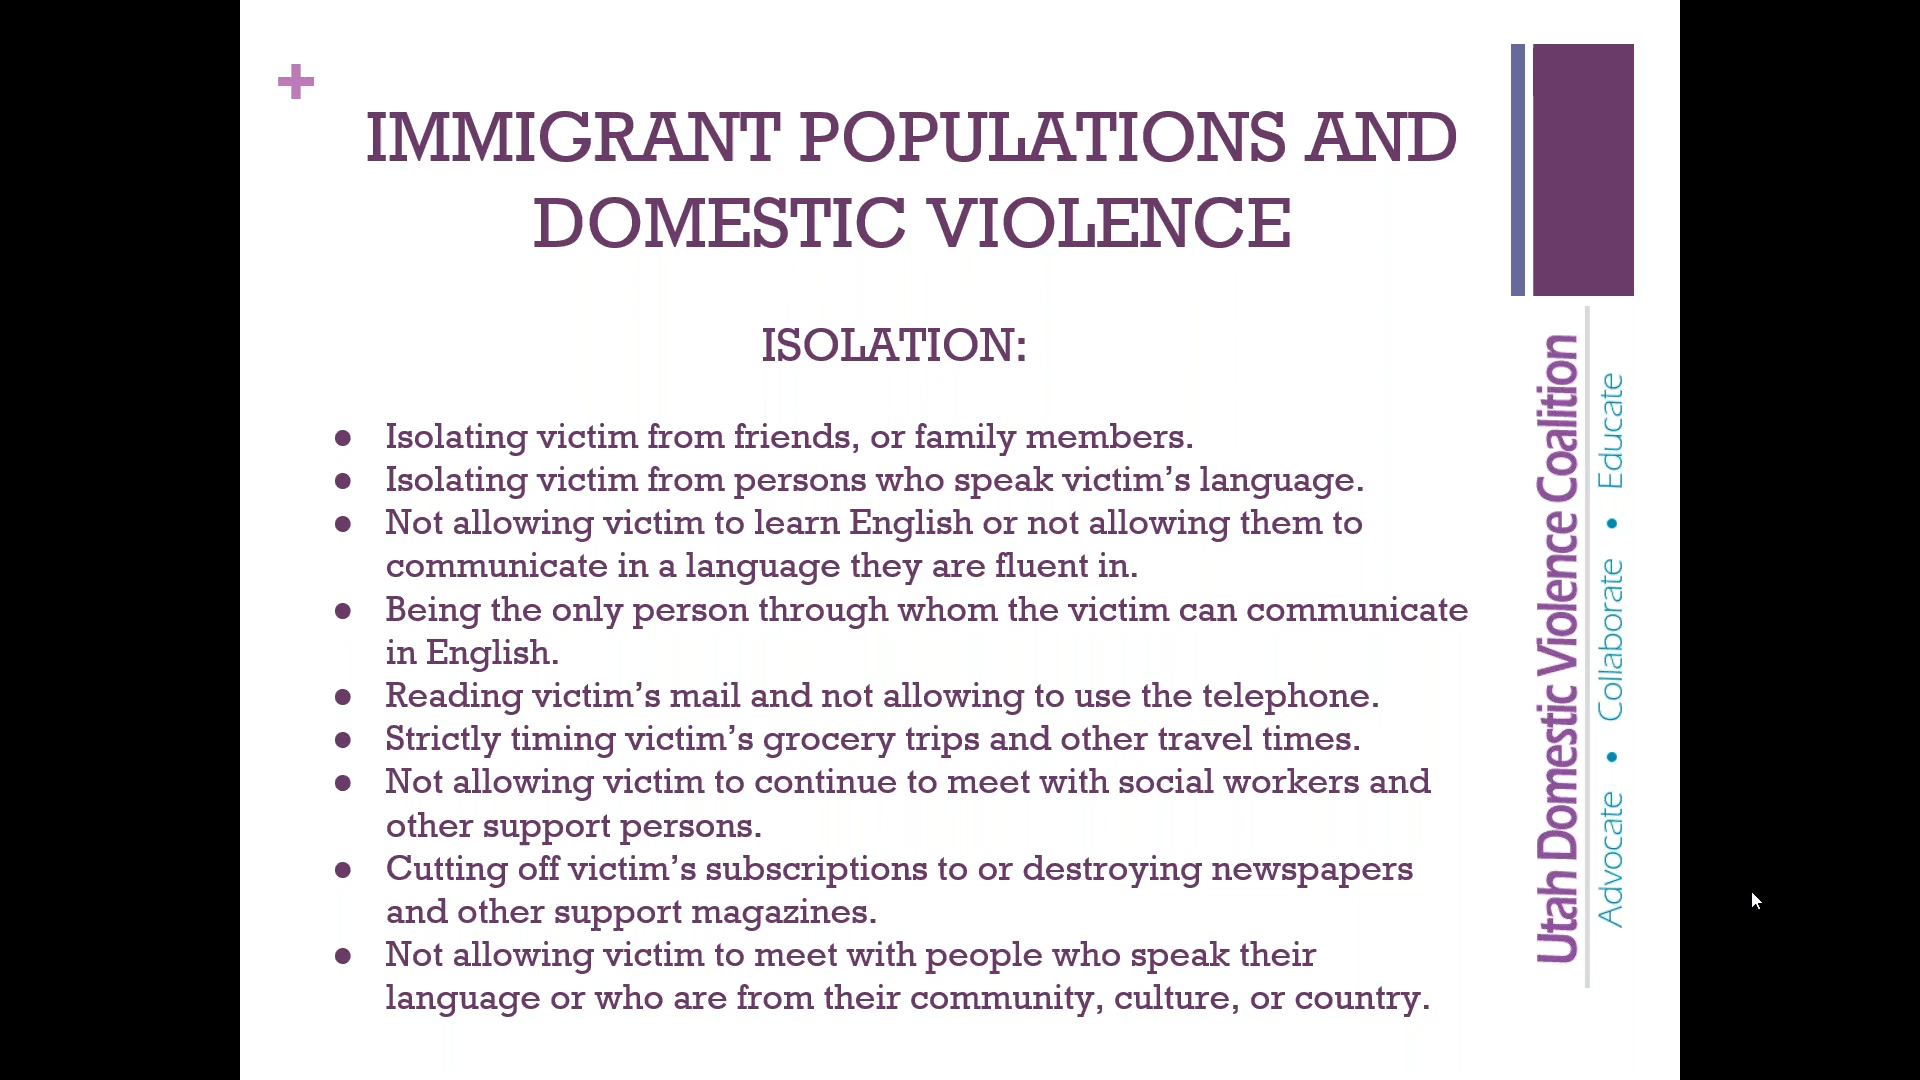 IMMIGRANT POPULATIONS AND
DOMESTIC VIOLENCE
ISOLATION:
● Isolating victim from friends, or family members.
● Isolating victim from persons who speak victim’s language.
● Not allowing victim to learn English or not allowing them to
communicate in a language they are fluent in.
● Being the only person through whom the victim can communicate
in English.
● Reading victim’s mail and not allowing to use the telephone.
● Strictly timing victim’s grocery trips and other travel times.
● Not allowing victim to continue to meet with social workers and
other support persons.
● Cutting off victim’s subscriptions to or destroying newspapers
and other support magazines.
● Not allowing victim to meet with people who speak their
language or who are from their community, culture, or country.
Utah Domestic Violence Coalition
Advocate • Collaborate • Educate